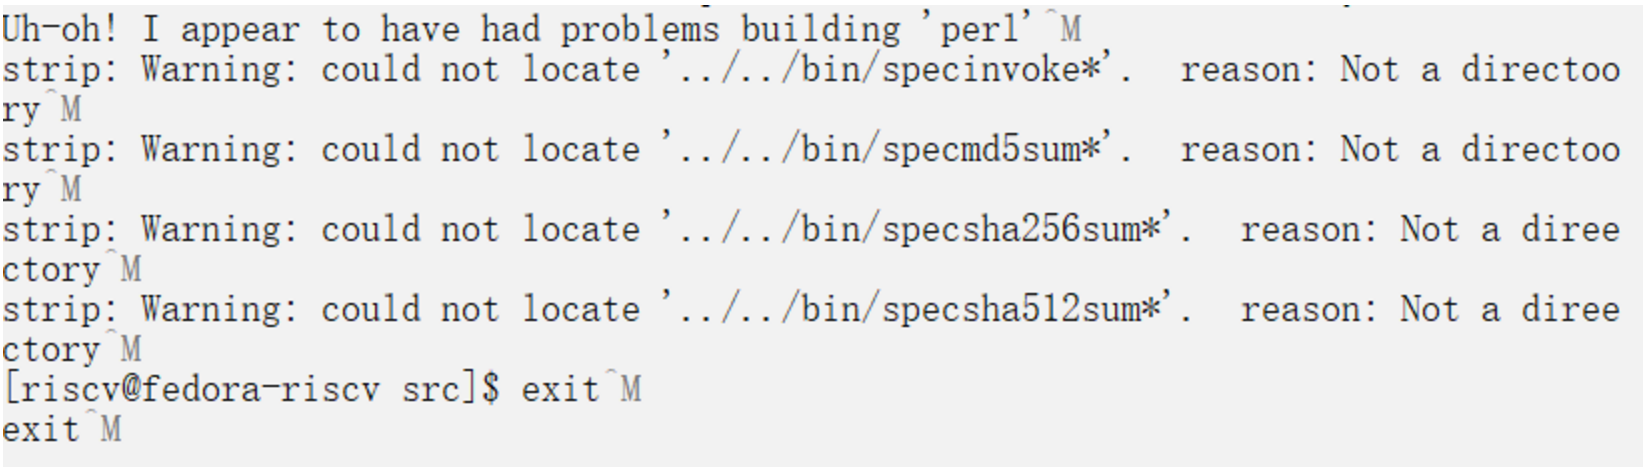 Uh-oh! I appear to have had problems building 'perl'^M
strip: Warning: could not locate '../../bin/specinvoke*'.  reason: Not a directoo
ry^M
strip: Warning: could not locate '../../bin/specmd5sum*'.  reason: Not a directoo
ry^M
strip: Warning: could not locate '../../bin/specsha256sum*'.  reason: Not a diree
ctory^M
strip: Warning: could not locate '../../bin/specsha512sum*'.  reason: Not a diree
ctory^M
[riscv@fedora-riscv src]$ exit^M
exit^M